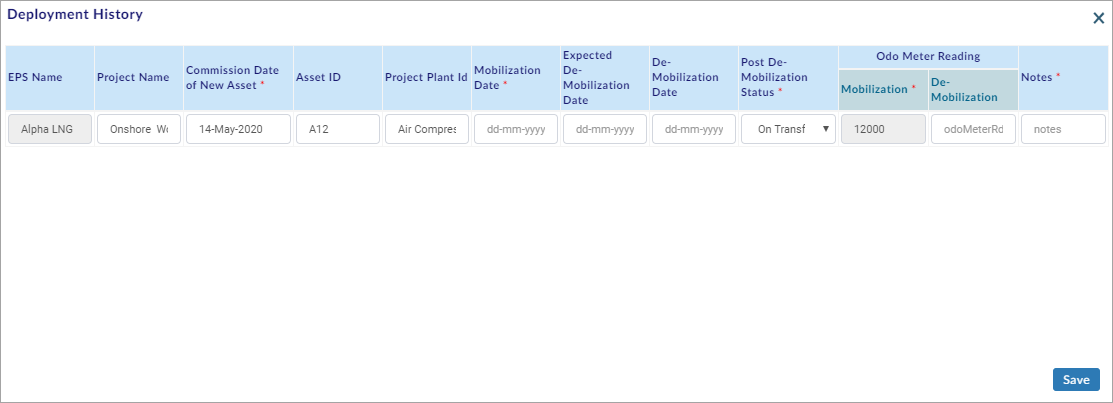 Deployment History
EPS Name
Project Name
Commission Date
of New Asset *
Asset ID
Project Plant Id
Mobilization
Date *
Expected
De-
Mobilization
Date
De-
Mobilization
Date
Post De-
Mobilization
Status *
Odo Meter Reading
Mobilization *
De-
Mobilization
Notes *
Alpha LNG
Onshore
14-May-2020
A12
Air Compres
dd-mm-yyyy
dd-mm-yyyy
dd-mm-yyyy
On Transf
12000
odoMeterRd
notes
Save